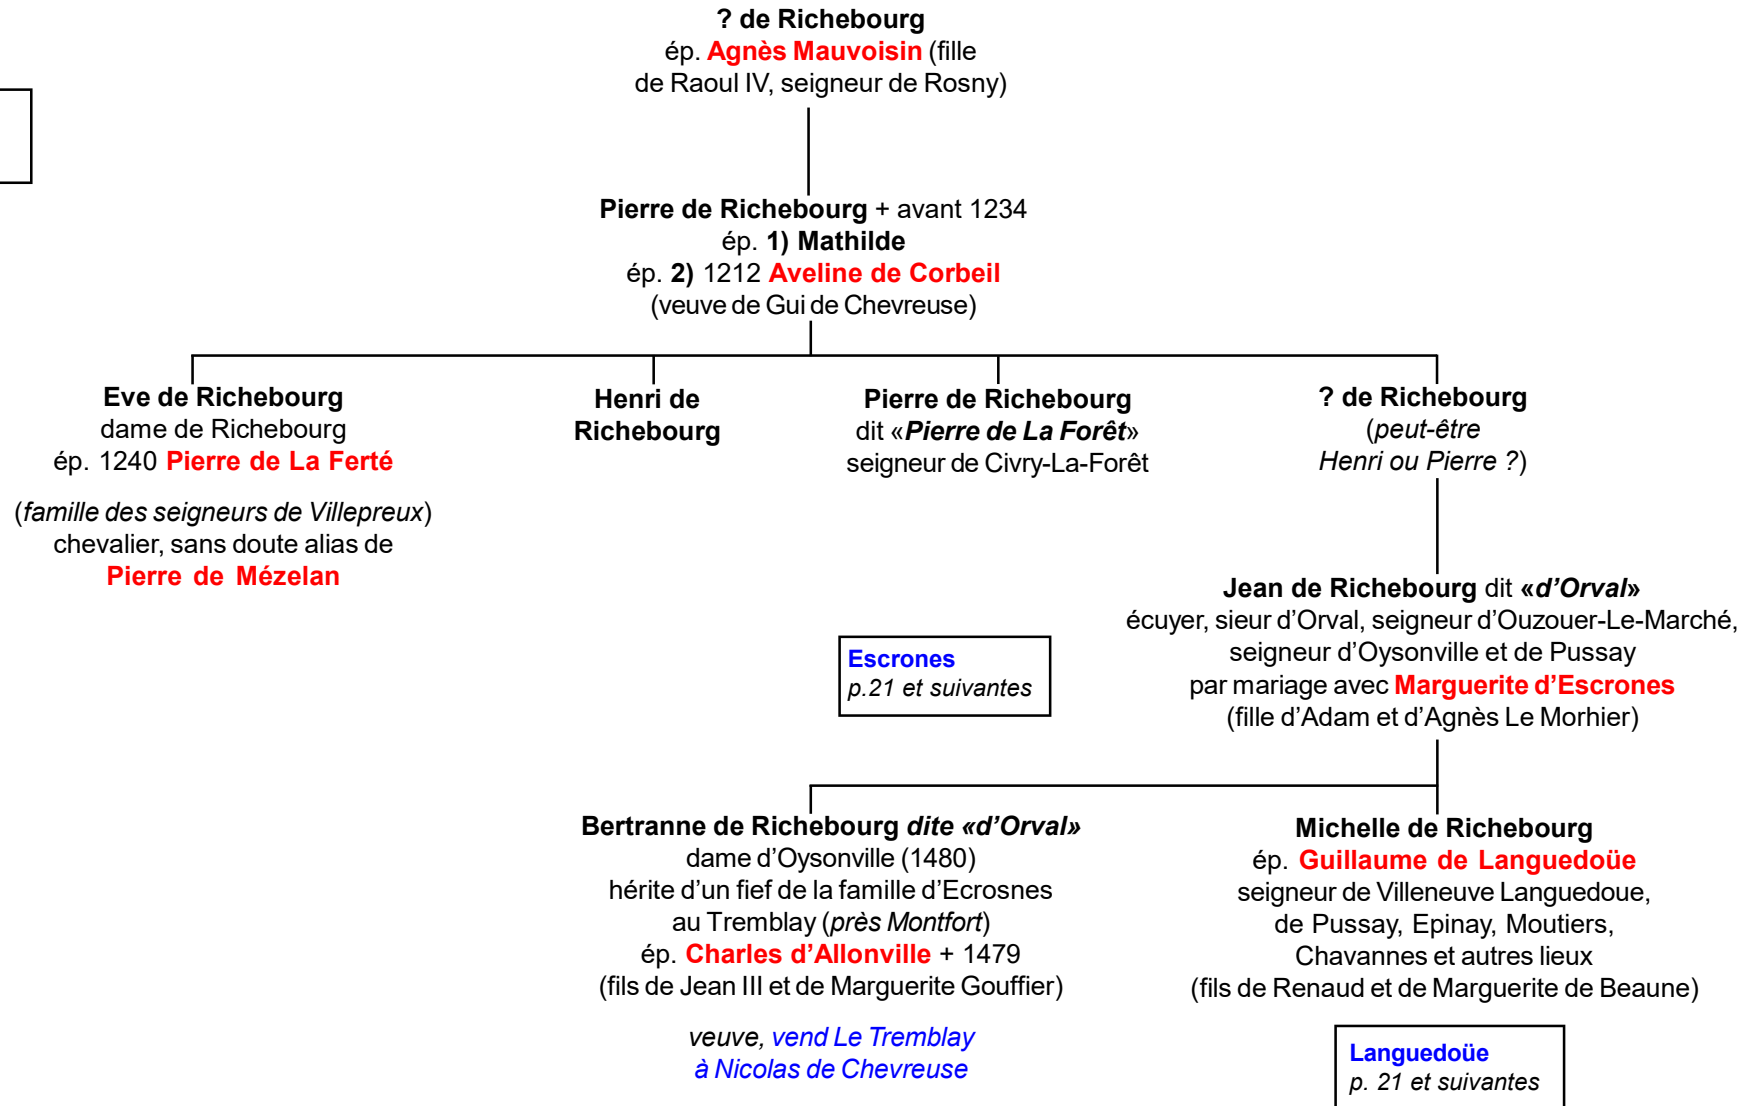 ? de Richebourg
ép. Agnès Mauvoisin (fille
de Raoul IV, seigneur de Rosny)
Pierre de Richebourg + avant 1234
ép. 1) Mathilde
ép. 2) 1212 Aveline de Corbeil
(veuve de Gui de Chevreuse)
Eve de Richebourg
dame de Richebourg
ép. 1240 Pierre de La Ferté
(famille des seigneurs de Villepreux)
chevalier, sans doute alias de
Pierre de Mézelan
Henri de
Richebourg
Pierre de Richebourg
dit «Pierre de La Forêt»
seigneur de Civry-La-Forêt
? de Richebourg
(peut-être
Henri ou Pierre ?)
Jean de Richebourg dit «d’Orval»
écuyer, sieur d’Orval, seigneur d’Ouzouer-Le-Marché,
seigneur d’Oysonville et de Pussay
par mariage avec Marguerite d’Escrones
(fille d’Adam et d’Agnès Le Morhier)
Escrones
p.21 et suivantes
Bertranne de Richebourg dite «d’Orval»
dame d’Oysonville (1480)
hérite d’un fief de la famille d’Ecrosnes
au Tremblay (près Montfort)
ép. Charles d’Allonville + 1479
(fils de Jean III et de Marguerite Gouffier)
veuve, vend Le Tremblay
à Nicolas de Chevreuse
Michelle de Richebourg
ép. Guillaume de Languedoüe
seigneur de Villeneuve Languedoue,
de Pussay, Epinay, Moutiers,
Chavannes et autres lieux
(fils de Renaud et de Marguerite de Beaune)
Languedoüe
p. 21 et suivantes